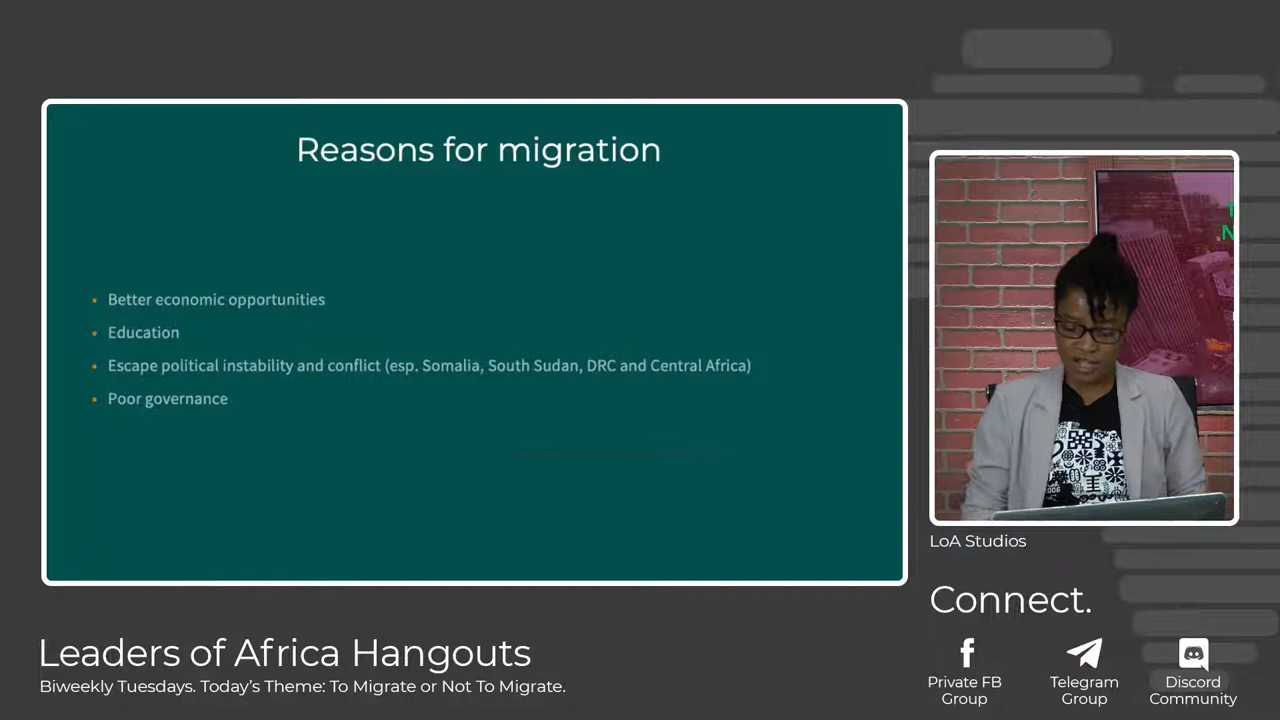 Reasons for migration
Better economic opportunities
Education
Escape political instability and conflict (esp. Somalia, South Sudan, DRC and Central Africa)
Poor governance
LoA Studios
Connect.
Private FB
Group
Telegram
Group
Discord
Community
Leaders of Africa Hangouts
Biweekly Tuesdays. Today’s Theme: To Migrate or Not To Migrate.